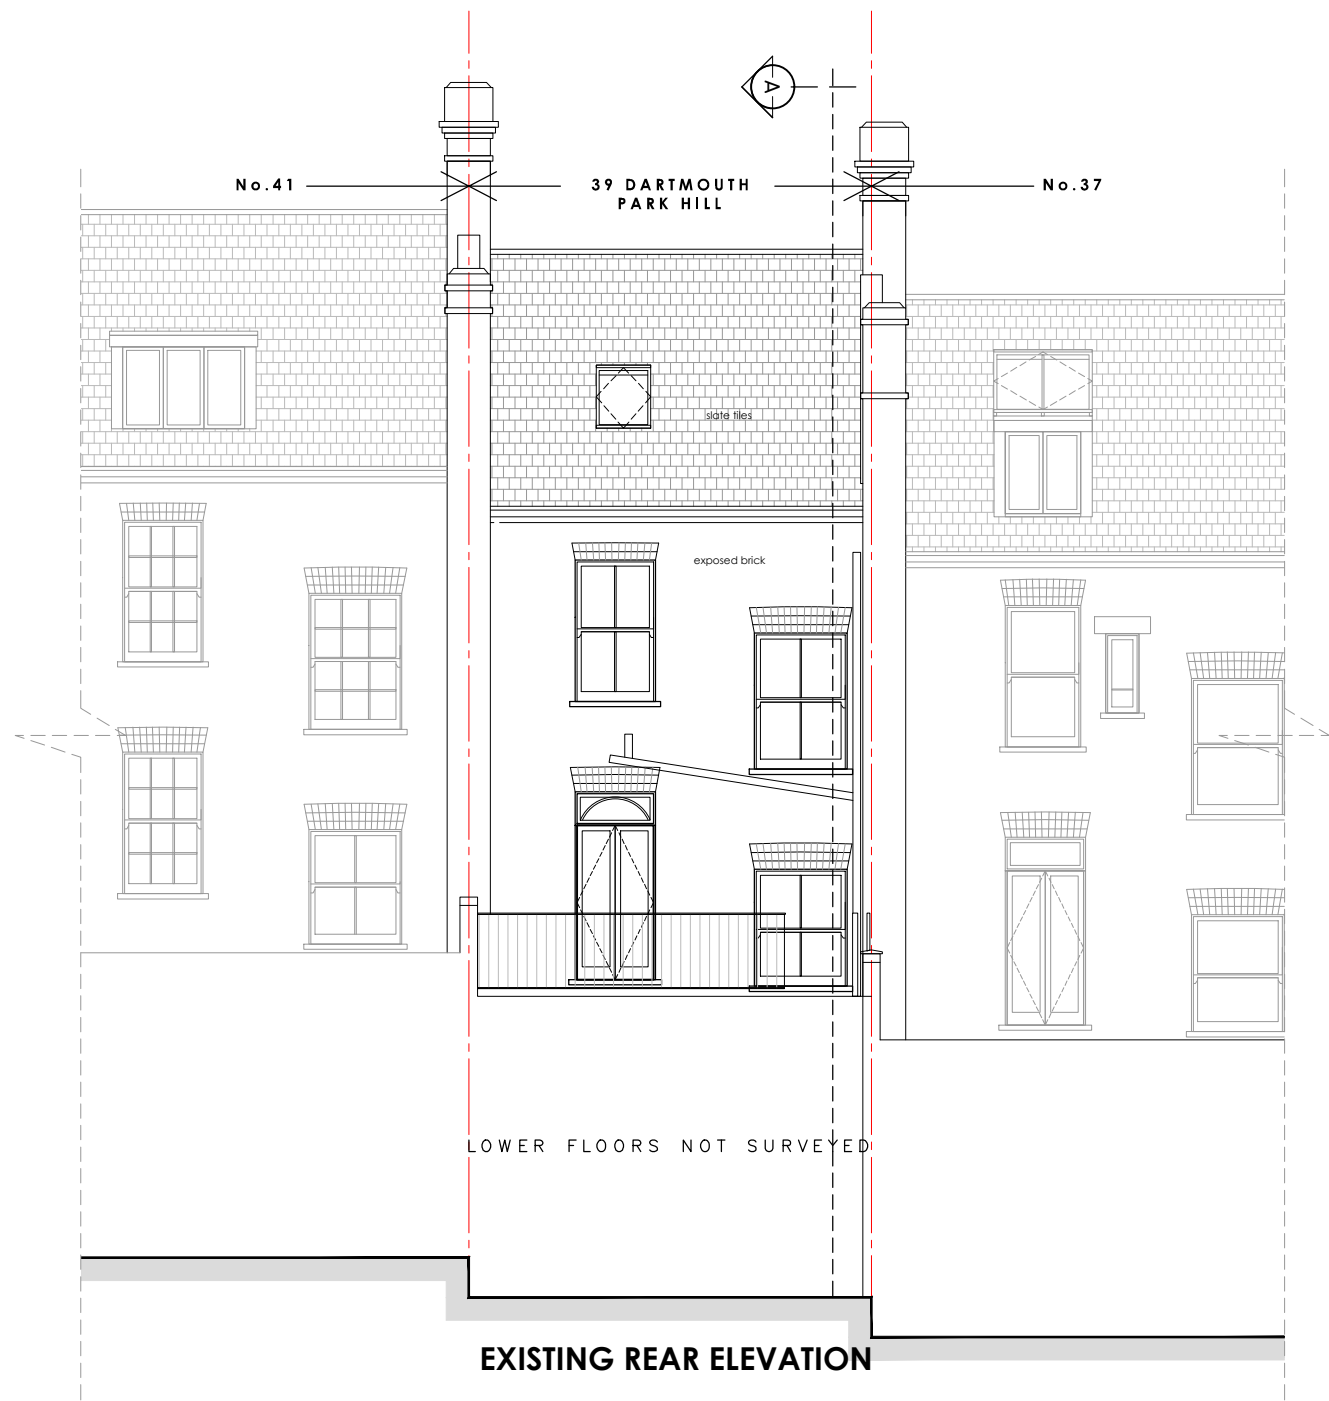 A
No.41
39 DARTMOUTH
PARK HILL
No.37
slate tiles
exposed brick
LOWER FLOORS NOT SURVEYED
EXISTING REAR ELEVATION